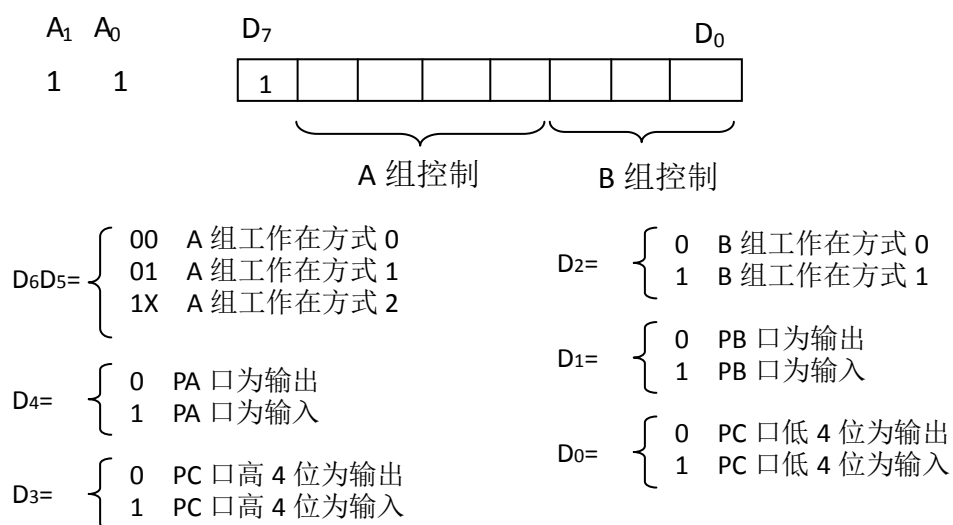 A₁ A₀ D₇ D₀
1 1 1
A 组控制 B 组控制
D₆D₅=
00 A 组工作在方式 0
01 A 组工作在方式 1
1X A 组工作在方式 2
D₄=
0 PA 口为输出
1 PA 口为输入
D₃=
0 PC 口高 4 位为输出
1 PC 口高 4 位为输入
D₂=
0 B 组工作在方式 0
1 B 组工作在方式 1
D₁=
0 PB 口为输出
1 PB 口为输入
D₀=
0 PC 口低 4 位为输出
1 PC 口低 4 位为输入